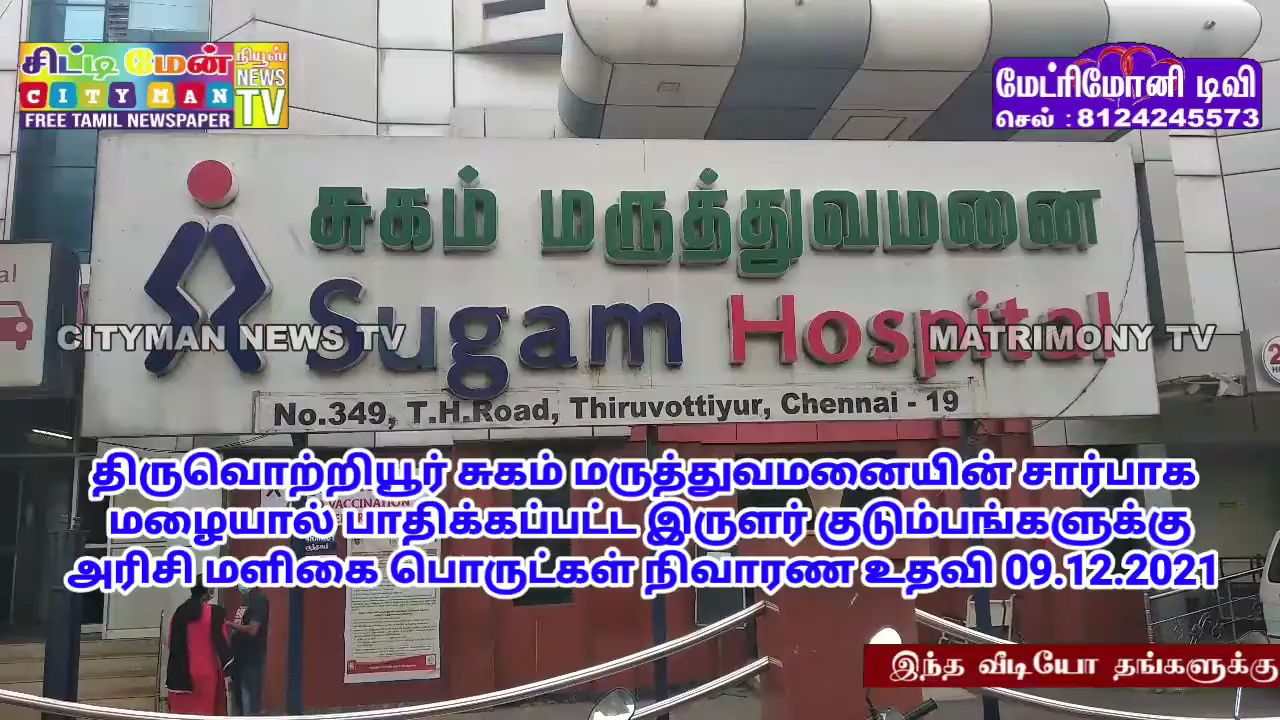 சிட்டி மேன்
நியூஸ்
CITY MAN
NEWS
TV
FREE TAMIL NEWSPAPER
மேட்ரிமோனி டிவி
செல் : 8124245573
சுகம் மருத்துவமனை
Sugam Hospital
al
CITYMAN NEWS TV
MATRIMONY TV
No.349, T.H.Road, Thiruvottiyur, Chennai - 19
திருவொற்றியூர் சுகம் மருத்துவமனையின் சார்பாக
மழையால் பாதிக்கப்பட்ட இருளர் குடும்பங்களுக்கு
அரிசி மளிகை பொருட்கள் நிவாரண உதவி 09.12.2021
VACCINATION
இந்த வீடியோ தங்களுக்கு